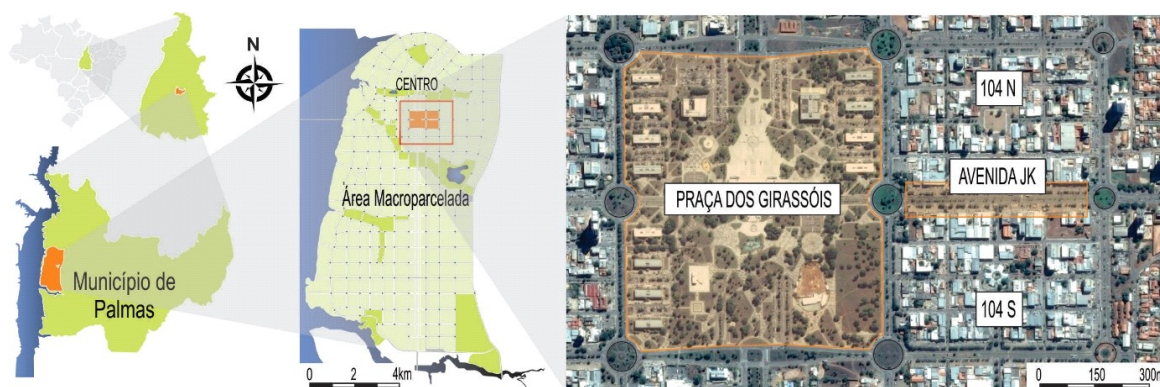 N
CENTRO
Área Macroparcelada
Município de
Palmas
0 2 4km
104 N
AVENIDA JK
PRAÇA DOS GIRASSÓIS
104 S
0 150 300m